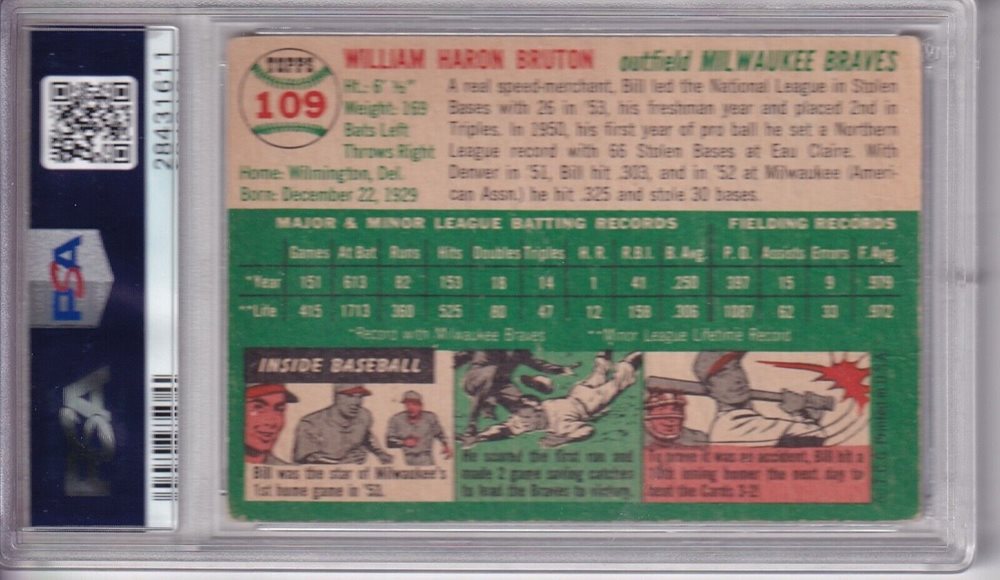 28431611
PSA
PSA
TOPPS
109
WILLIAM HARON BRUTON outfield MILWAUKEE BRAVES
Ht.: 6' ½"
Weight: 169
Bats Left
Throws Right
Home: Wilmington, Del.
Born: December 22, 1929
A real speed-merchant, Bill led the National League in Stolen
Bases with 26 in '53, his freshman year and placed 2nd in
Triples. In 1950, his first year of pro ball he set a Northern
League record with 66 Stolen Bases at Eau Claire. With
Denver in '51, Bill hit .303, and in '52 at Milwaukee (Ameri-
can Assn.) he hit .325 and stole 30 bases.
MAJOR & MINOR LEAGUE BATTING RECORDS FIELDING RECORDS
Games At Bat Runs Hits Doubles Triples H. R. R.B.I. B. Avg. P. O. Assists Errors F. Avg.
*Year 151 613 82 153 18 14 1 41 .250 397 15 9 .979
**Life 415 1713 360 525 80 47 12 158 .306 1087 62 33 .972
*Record with Milwaukee Braves **Minor League Lifetime Record
INSIDE BASEBALL
Bill was the star of Milwaukee's
1st home game in '53.
He scored the first run and
made 2 game saving catches
to lead the Braves to victory.
To prove it was no accident, Bill hit a
10th inning homer the next day to
beat the Cards 3-2!